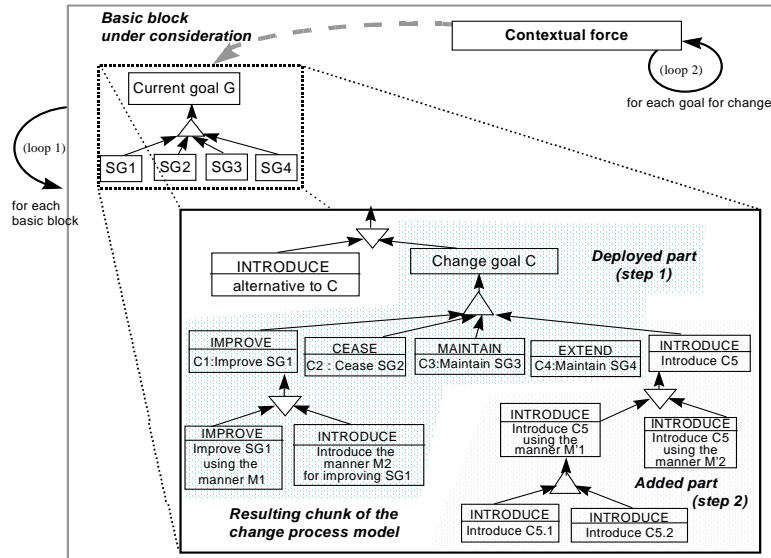 Basic block
under consideration
Contextual force
(loop 2)
for each goal for change
Current goal G
SG1
SG2
SG3
SG4
(loop 1)
for each
basic block
INTRODUCE
alternative to C
Change goal C
Deployed part
(step 1)
IMPROVE
C1:Improve SG1
CEASE
C2 : Cease SG2
MAINTAIN
C3:Maintain SG3
EXTEND
C4:Maintain SG4
INTRODUCE
Introduce C5
IMPROVE
Improve SG1
using the
manner M1
INTRODUCE
Introduce the
manner M2
for improving SG1
INTRODUCE
Introduce C5
using the
manner M'1
INTRODUCE
Introduce C5
using the
manner M'2
Added part
(step 2)
Resulting chunk of the
change process model
INTRODUCE
Introduce C5.1
INTRODUCE
Introduce C5.2